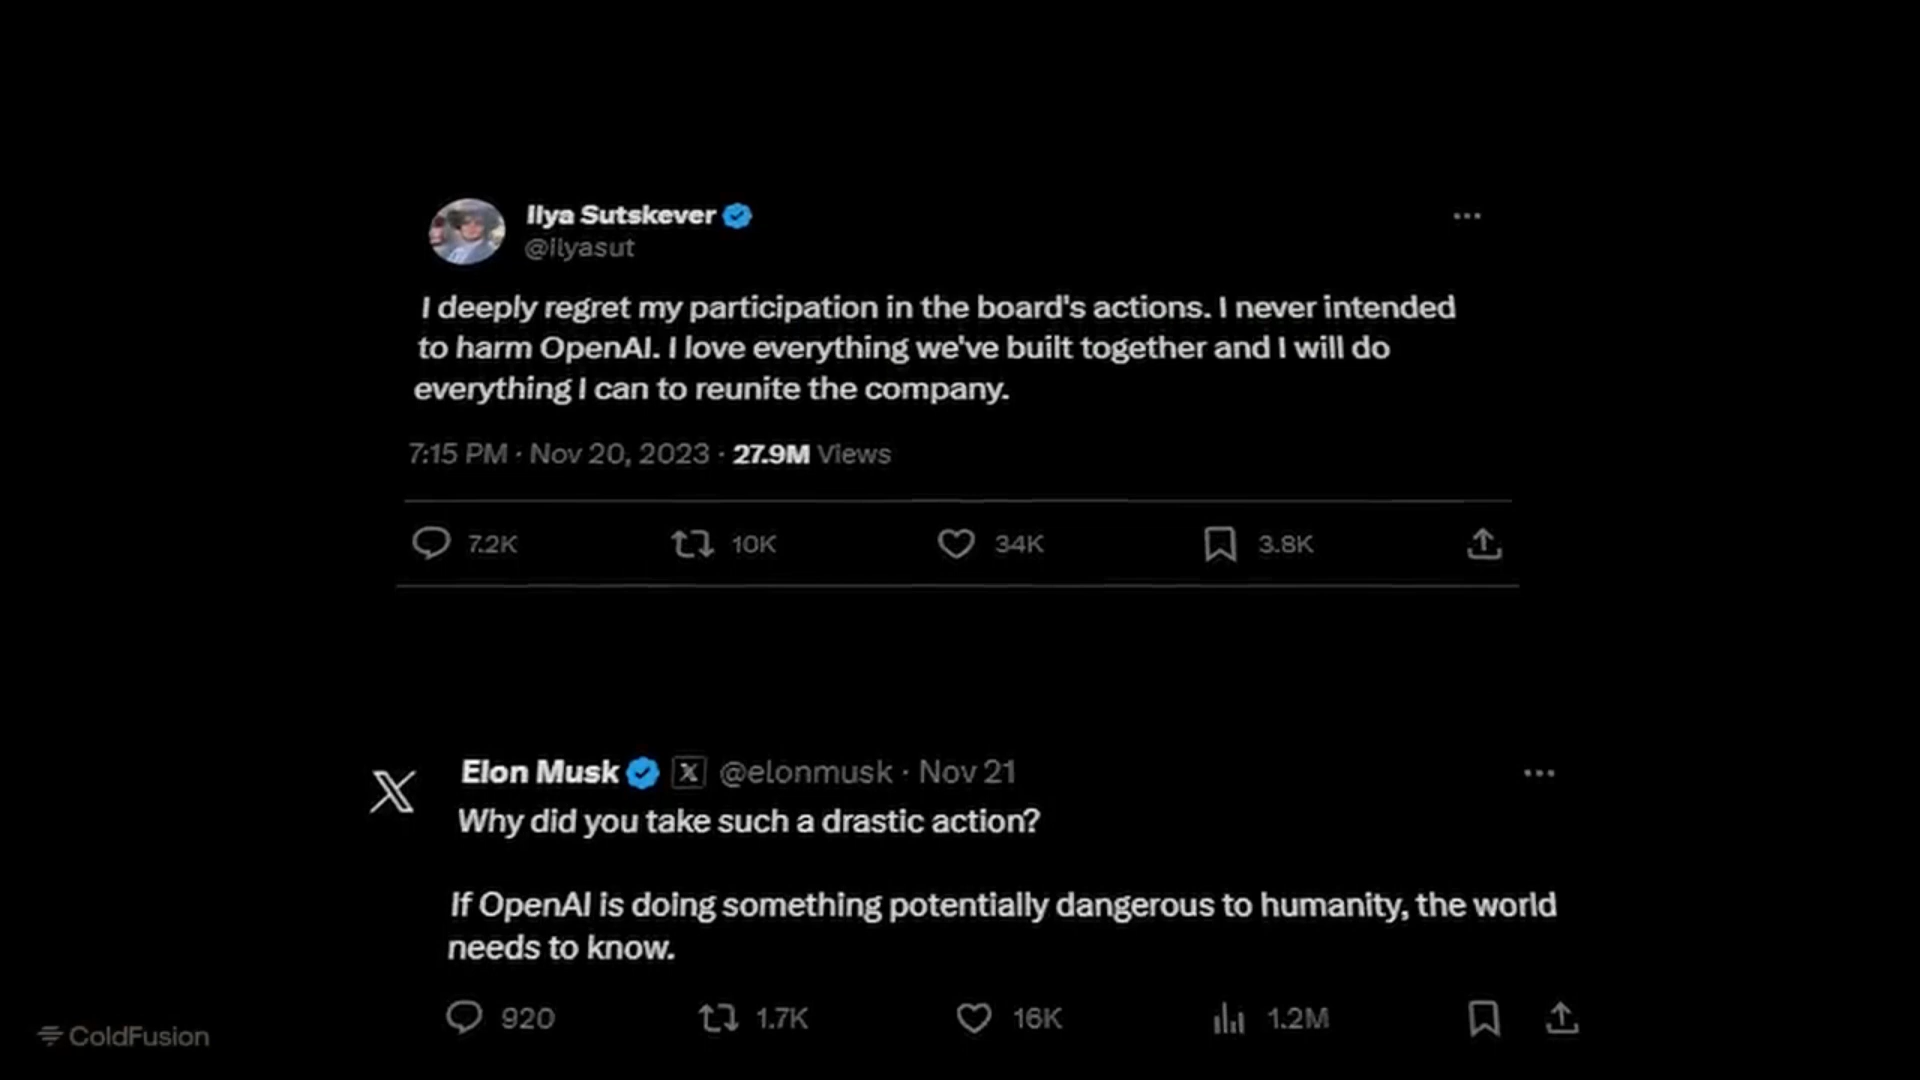 Ilya Sutskever
@ilyasut
I deeply regret my participation in the board's actions. I never intended
to harm OpenAI. I love everything we've built together and I will do
everything I can to reunite the company.
7:15 PM · Nov 20, 2023 · 27.9M Views
7.2K 10K 34K 3.8K
Elon Musk @elonmusk · Nov 21
Why did you take such a drastic action?
If OpenAI is doing something potentially dangerous to humanity, the world
needs to know.
920 1.7K 16K 1.2M
ColdFusion